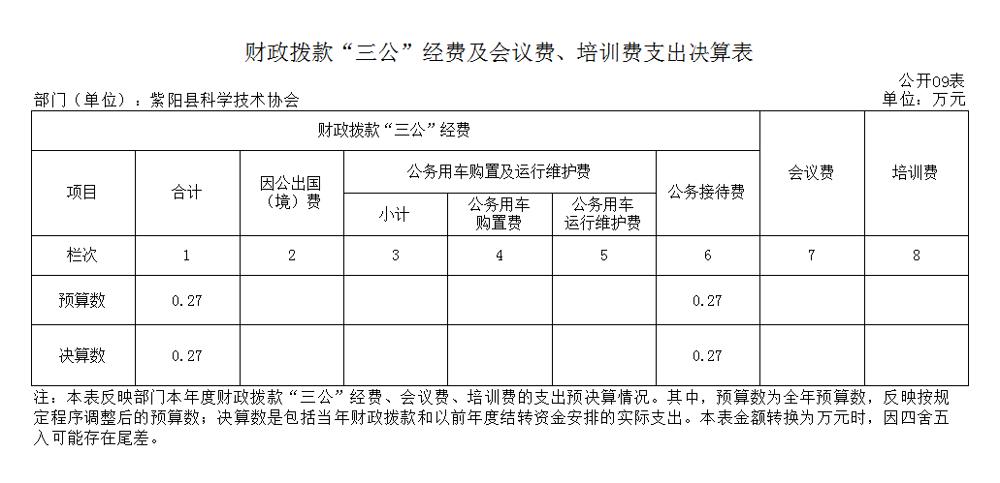 财政拨款“三公”经费及会议费、培训费支出决算表
公开09表
部门（单位）：紫阳县科学技术协会 单位：万元
财政拨款“三公”经费
项目 合计 因公出国（境）费 公务用车购置及运行维护费 公务接待费 会议费 培训费
小计 公务用车购置费 公务用车运行维护费
栏次 1 2 3 4 5 6 7 8
预算数 0.27 0.27
决算数 0.27 0.27
注：本表反映部门本年度财政拨款“三公”经费、会议费、培训费的支出预决算情况。其中，预算数为全年预算数，反映按规
定程序调整后的预算数；决算数是包括当年财政拨款和以前年度结转资金安排的实际支出。本表金额转换为万元时，因四舍五
入可能存在尾差。